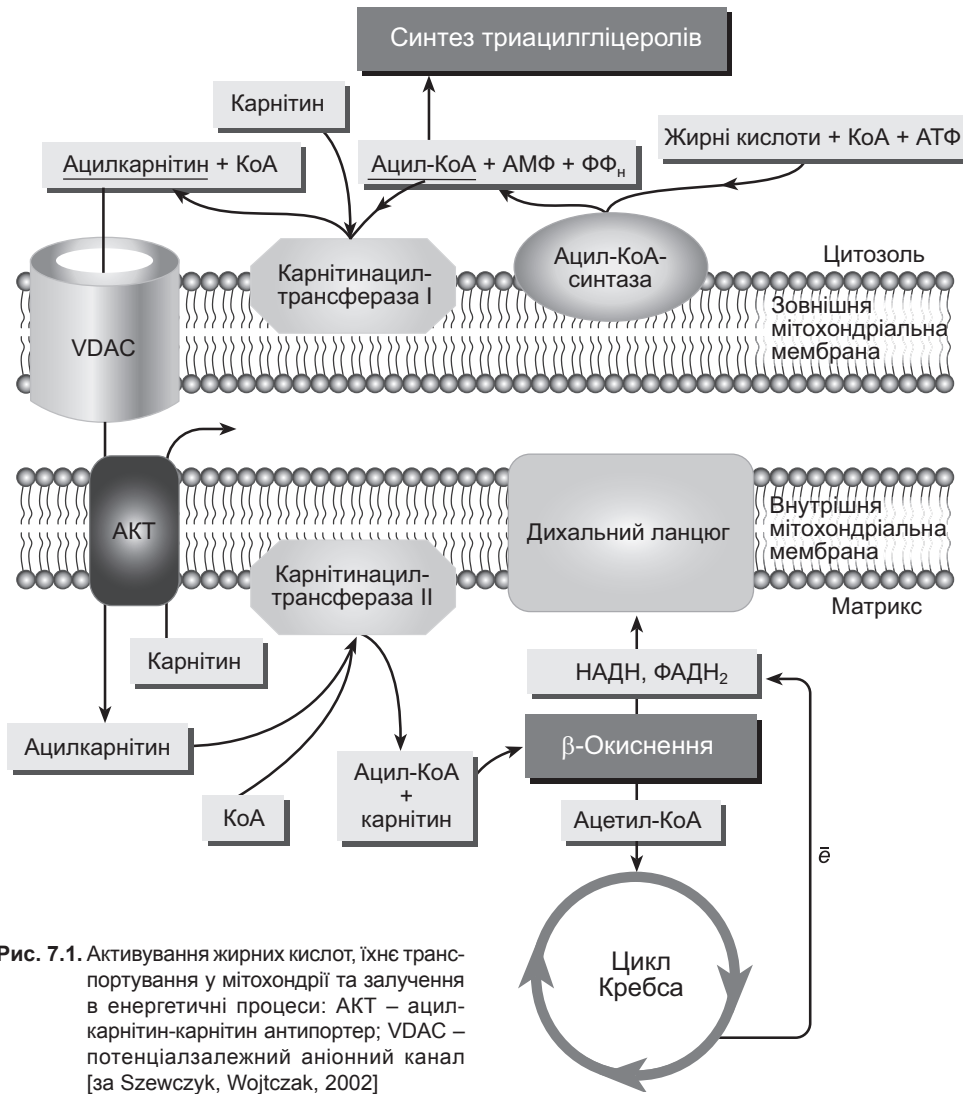 Синтез триацилгліцеролів
Карнітин
Жирні кислоти + КоА + АТФ
Ацилкарнітин + КоА
Ацил-КоА + АМФ + ФФн
Карнітинацил-
трансфераза I
Ацил-КоА-
синтаза
Цитозоль
Зовнішня
мітохондріальна
мембрана
VDAC
АКТ
Дихальний ланцюг
Внутрішня
мітохондріальна
мембрана
Карнітинацил-
трансфераза II
Матрикс
Карнітин
НАДН, ФАДН₂
Ацилкарнітин
β-Окиснення
Ацил-КоА
+
карнітин
КоА
Ацетил-КоА
ē
Цикл
Кребса
Рис. 7.1. Активування жирних кислот, їхнє транс-
портування у мітохондрії та залучення
в енергетичні процеси: АКТ – ацил-
карнітин-карнітин антипортер; VDAC –
потенціалзалежний аніонний канал
[за Szewczyk, Wojtczak, 2002]